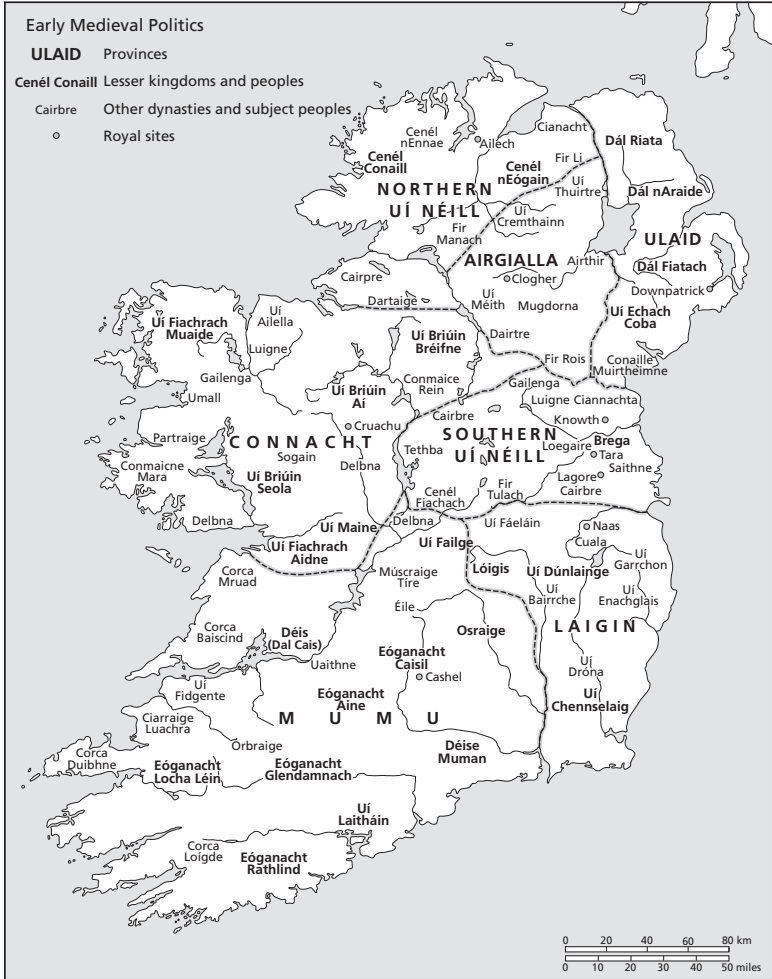 Early Medieval Politics
ULAID Provinces
Cenél Conaill Lesser kingdoms and peoples
Cairbre Other dynasties and subject peoples
Royal sites
Cenél
nEnnae
Ailech
Cianacht
Cenél
Conaill
Cenél
nEógain
Fir Li
Dál Riata
NORTHERN
UÍ NÉILL
Uí
Thuirtre
Dál nAraide
Uí
Cremthainn
Fir
Manach
ULAID
AIRGIALLA
Airthir
Dál Fiatach
Clogher
Downpatrick
Cairpre
Dartaige
Uí
Méith
Mugdorna
Uí Echach
Coba
Uí
Ailella
Uí Fiachrach
Muaide
Luigne
Uí Briúin
Bréifne
Dairtre
Fir Rois
Conaille
Muirtheimne
Gailenga
Umall
Uí Briúin
Aí
Conmaice
Rein
Gailenga
Luigne
Ciannachta
Cairbre
Knowth
Cruachu
Partraige
CONNACHT
Sogain
SOUTHERN
UÍ NÉILL
Loegaire
Brega
Tara
Saithne
Tethba
Delbna
Conmaicne
Mara
Uí Briúin
Seola
Lagore
Cairbre
Fir
Tulach
Cenél
Fiachach
Delbna
Uí Maine
Delbna
Uí Fáeláin
Naas
Cuala
Uí Failge
Uí Fiachrach
Aidne
Uí
Garrchon
Corca
Mruad
Múscraige
Tíre
Lóigis
Uí Dúnlainge
Uí
Bairrche
Uí
Enachglais
Éile
Corca
Baiscind
Déis
(Dal Cais)
Osraige
LAIGIN
Uaithne
Eóganacht
Caisil
Cashel
Uí
Dróna
Uí
Fidgente
Eóganacht
Aine
Uí
Chennselaig
MUMU
Ciarraige
Luachra
Orbraige
Déise
Muman
Corca
Duibhne
Eóganacht
Locha Léin
Eóganacht
Glendamnach
Uí
Laitháin
Corca
Loígde
Eóganacht
Rathlind
0 20 40 60 80 km
0 10 20 30 40 50 miles